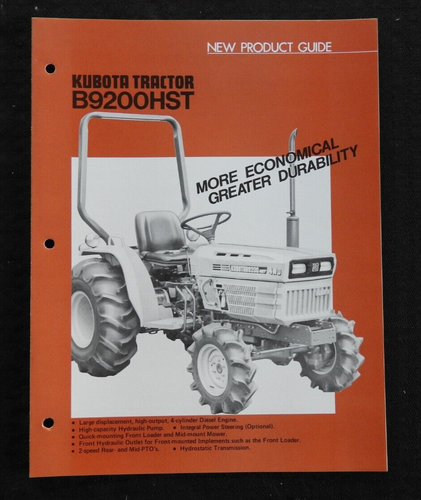 NEW PRODUCT GUIDE
KUBOTA TRACTOR
B9200HST
MORE ECONOMICAL
GREATER DURABILITY
4WD
• Large displacement, high output, 4-cylinder Diesel Engine.
• High-capacity Hydraulic Pump. • Integral Power Steering (Optional).
• Quick-mounting Front Loader and Mid-mount Mower.
• Front Hydraulic Outlet for Front-mounted Implements such as the Front Loader.
• 2-speed Rear- and Mid-PTO's. • Hydrostatic Transmission.